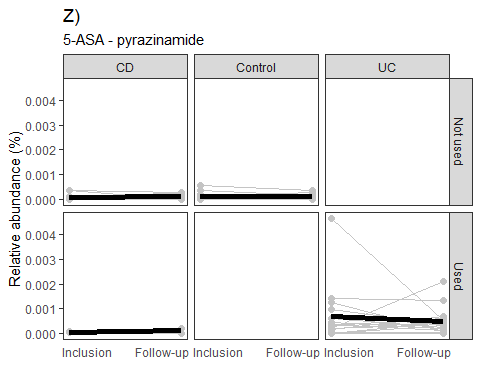 Z)
5-ASA - pyrazinamide
CD Control UC
0.004
0.003
0.002
0.001
0.000
Not used
Relative abundance (%)
0.004
0.003
0.002
0.001
0.000
Used
Inclusion Follow-up Inclusion Follow-up Inclusion Follow-up